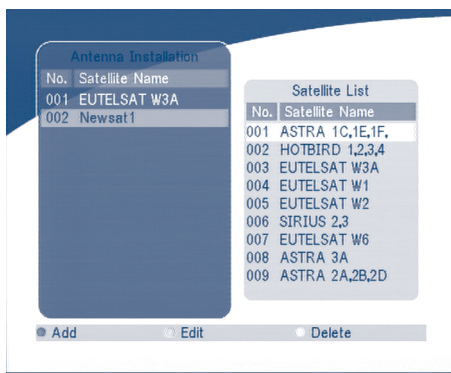 Antenna Installation
No. Satellite Name
001 EUTELSAT W3A
002 Newsat1
Satellite List
No. Satellite Name
001 ASTRA 1C,1E,1F,
002 HOTBIRD 1,2,3,4
003 EUTELSAT W3A
004 EUTELSAT W1
005 EUTELSAT W2
006 SIRIUS 2,3
007 EUTELSAT W6
008 ASTRA 3A
009 ASTRA 2A,2B,2D
Add Edit Delete